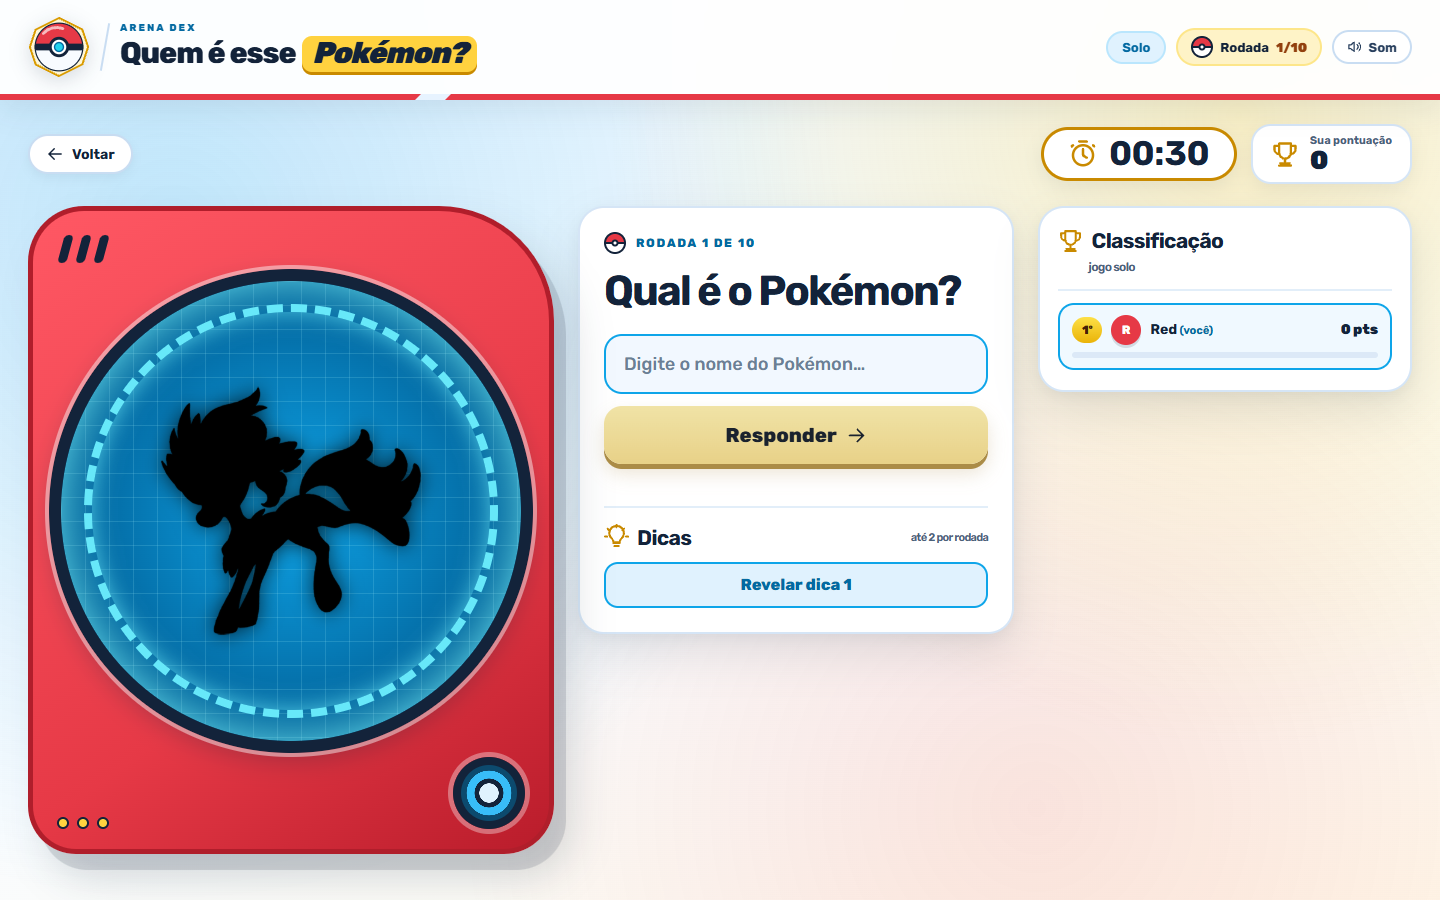 ARENA DEX
Quem é esse Pokémon?
Solo
Rodada 1/10
Som
Voltar
00:30
Sua pontuação
0
RODADA 1 DE 10
Qual é o Pokémon?
Digite o nome do Pokémon...
Responder
Dicas
até 2 por rodada
Revelar dica 1
Classificação
jogo solo
1º R Red (você) 0 pts